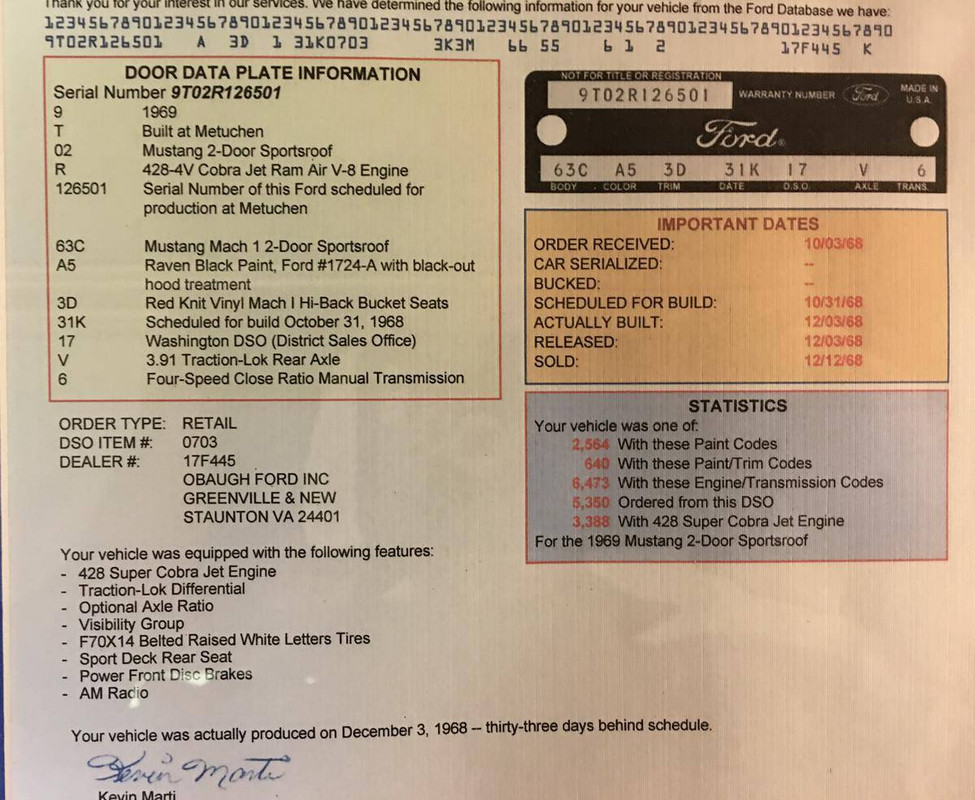 Thank you for your interest in our services. We have determined the following information for your vehicle from the Ford Database we have:
12345678901234567890123456789012345678901234567890123456789012345678901234567890
9T02R126501 A 3D 1 31K0703 3K3M 66 55 6 1 2 17F445 K
DOOR DATA PLATE INFORMATION
Serial Number 9T02R126501
9 1969
T Built at Metuchen
02 Mustang 2-Door Sportsroof
R 428-4V Cobra Jet Ram Air V-8 Engine
126501 Serial Number of this Ford scheduled for
production at Metuchen
63C Mustang Mach 1 2-Door Sportsroof
A5 Raven Black Paint, Ford #1724-A with black-out
hood treatment
3D Red Knit Vinyl Mach I Hi-Back Bucket Seats
31K Scheduled for build October 31, 1968
17 Washington DSO (District Sales Office)
V 3.91 Traction-Lok Rear Axle
6 Four-Speed Close Ratio Manual Transmission
NOT FOR TITLE OR REGISTRATION
9T02R126501 WARRANTY NUMBER Ford MADE IN
U.S.A.
Ford®
63C A5 3D 31K 17 V 6
BODY COLOR TRIM DATE D.S.O. AXLE TRANS.
IMPORTANT DATES
ORDER RECEIVED: 10/03/68
CAR SERIALIZED: --
BUCKED: --
SCHEDULED FOR BUILD: 10/31/68
ACTUALLY BUILT: 12/03/68
RELEASED: 12/03/68
SOLD: 12/12/68
ORDER TYPE: RETAIL
DSO ITEM #: 0703
DEALER #: 17F445
OBAUGH FORD INC
GREENVILLE & NEW
STAUNTON VA 24401
STATISTICS
Your vehicle was one of:
2,564 With these Paint Codes
640 With these Paint/Trim Codes
6,473 With these Engine/Transmission Codes
5,350 Ordered from this DSO
3,388 With 428 Super Cobra Jet Engine
For the 1969 Mustang 2-Door Sportsroof
Your vehicle was equipped with the following features:
- 428 Super Cobra Jet Engine
- Traction-Lok Differential
- Optional Axle Ratio
- Visibility Group
- F70X14 Belted Raised White Letters Tires
- Sport Deck Rear Seat
- Power Front Disc Brakes
- AM Radio
Your vehicle was actually produced on December 3, 1968 -- thirty-three days behind schedule.
Kevin Marti
Kevin Marti